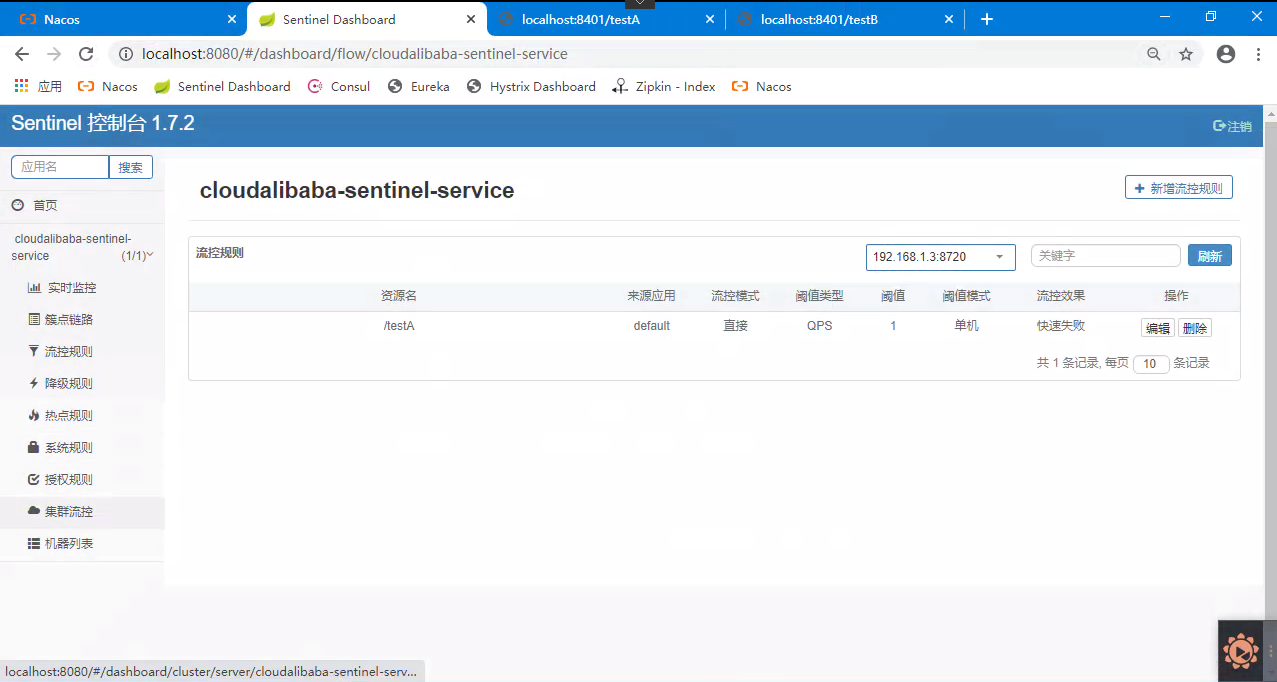 Nacos
Sentinel Dashboard
localhost:8401/testA
localhost:8401/testB
localhost:8080/#/dashboard/flow/cloudalibaba-sentinel-service
应用
Nacos
Sentinel Dashboard
Consul
Eureka
Hystrix Dashboard
Zipkin - Index
Nacos
Sentinel 控制台 1.7.2
注销
应用名
搜索
首页
cloudalibaba-sentinel-
service
(1/1)
实时监控
簇点链路
流控规则
降级规则
热点规则
系统规则
授权规则
集群流控
机器列表
cloudalibaba-sentinel-service
新增流控规则
流控规则
192.168.1.3:8720
关键字
刷新
资源名 来源应用 流控模式 阈值类型 阈值 阈值模式 流控效果 操作
/testA default 直接 QPS 1 单机 快速失败 编辑 删除
共 1 条记录, 每页 10 条记录
localhost:8080/#/dashboard/cluster/server/cloudalibaba-sentinel-serv...